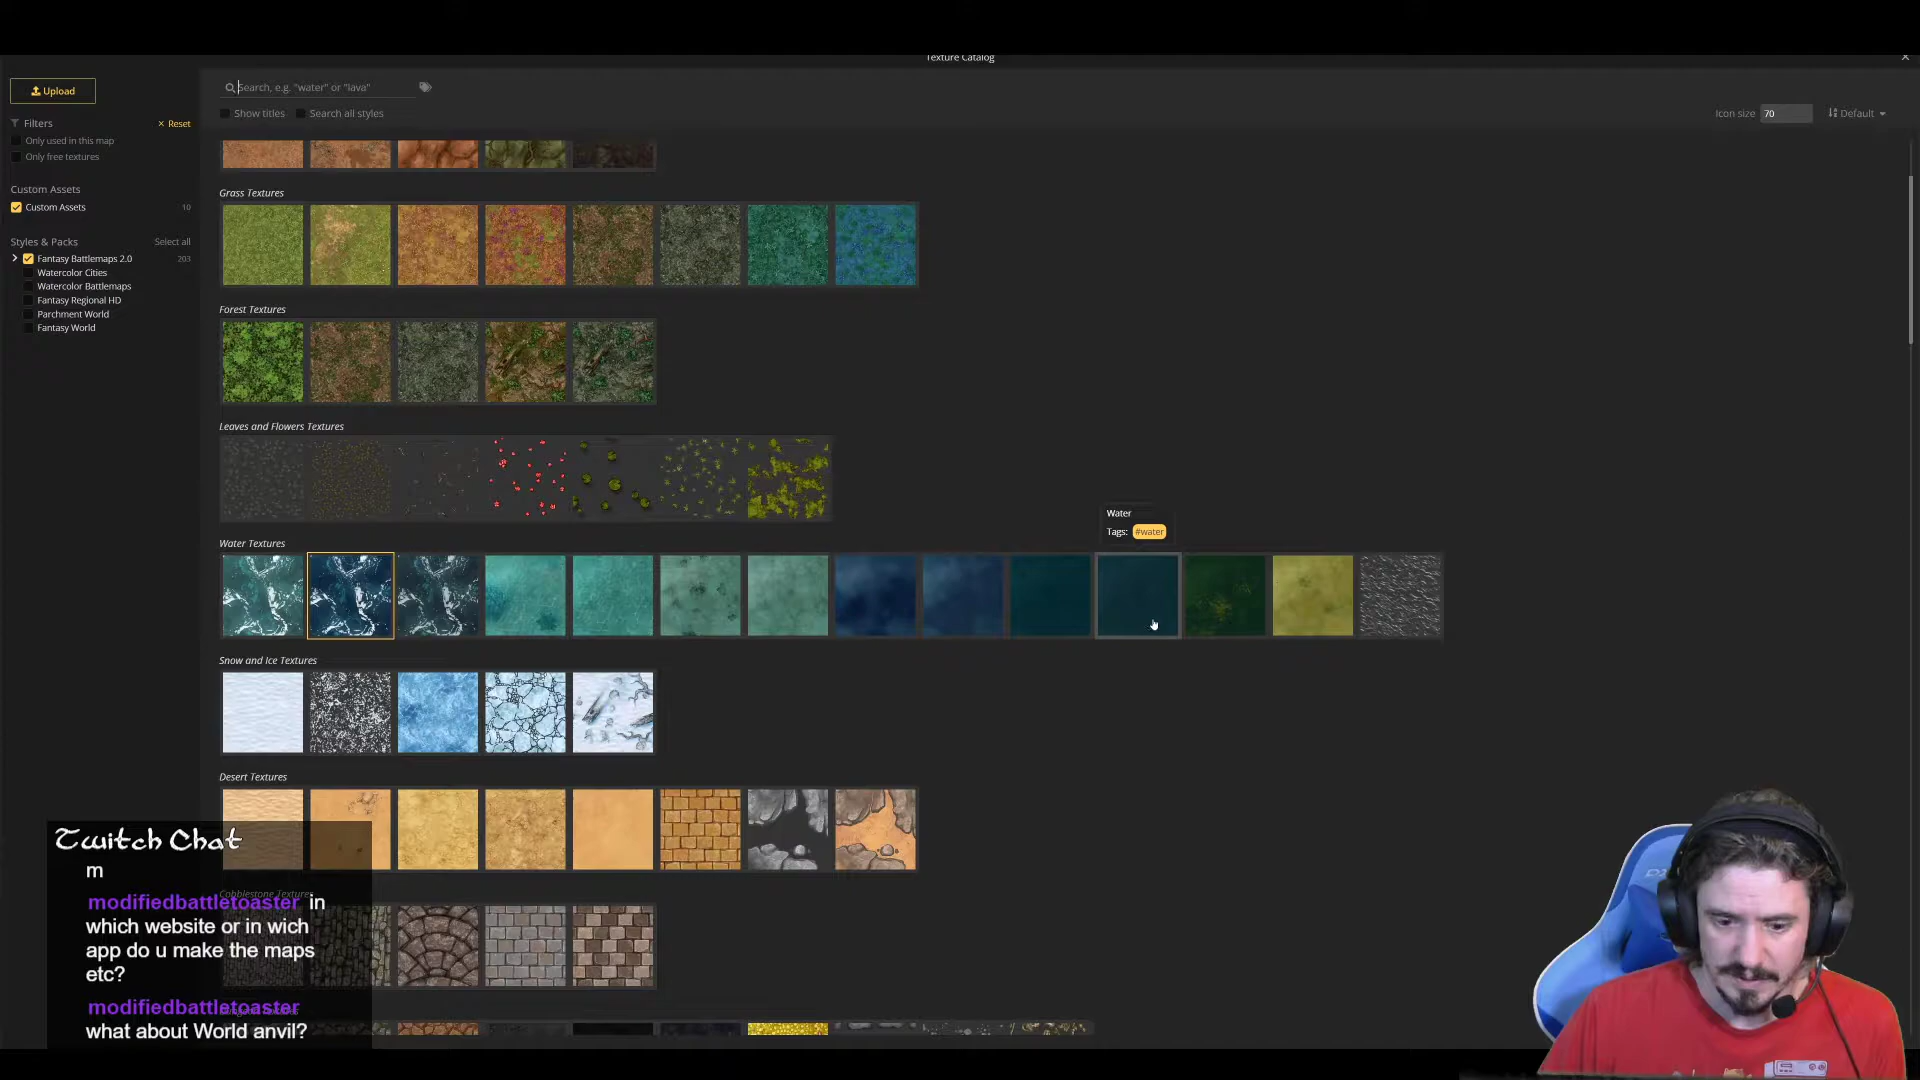 Texture Catalog
Upload
Search, e.g. "water" or "lava"
Show titles
Search all styles
Icon size
70
Default
Filters
Reset
Only used in this map
Only free textures
Custom Assets
Custom Assets
10
Styles & Packs
Select all
Fantasy Battlemaps 2.0
203
Watercolor Cities
Watercolor Battlemaps
Fantasy Regional HD
Parchment World
Fantasy World
Grass Textures
Forest Textures
Leaves and Flowers Textures
Water
Tags: #water
Water Textures
Snow and Ice Textures
Desert Textures
Cobblestone Textures
Twitch Chat
m
modifiedbattletoaster in
which website or in wich
app do u make the maps
etc?
modifiedbattletoaster
what about World anvil?